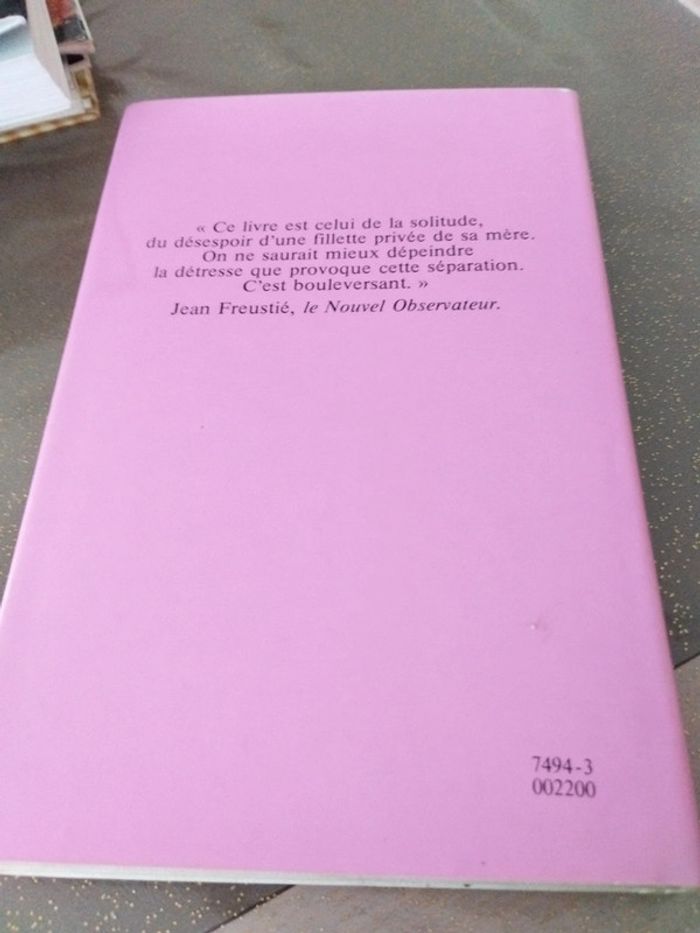 « Ce livre est celui de la solitude,
du désespoir d'une fillette privée de sa mère.
On ne saurait mieux dépeindre
la détresse que provoque cette séparation.
C'est bouleversant. »
Jean Freustié, le Nouvel Observateur.
7494-3
002200